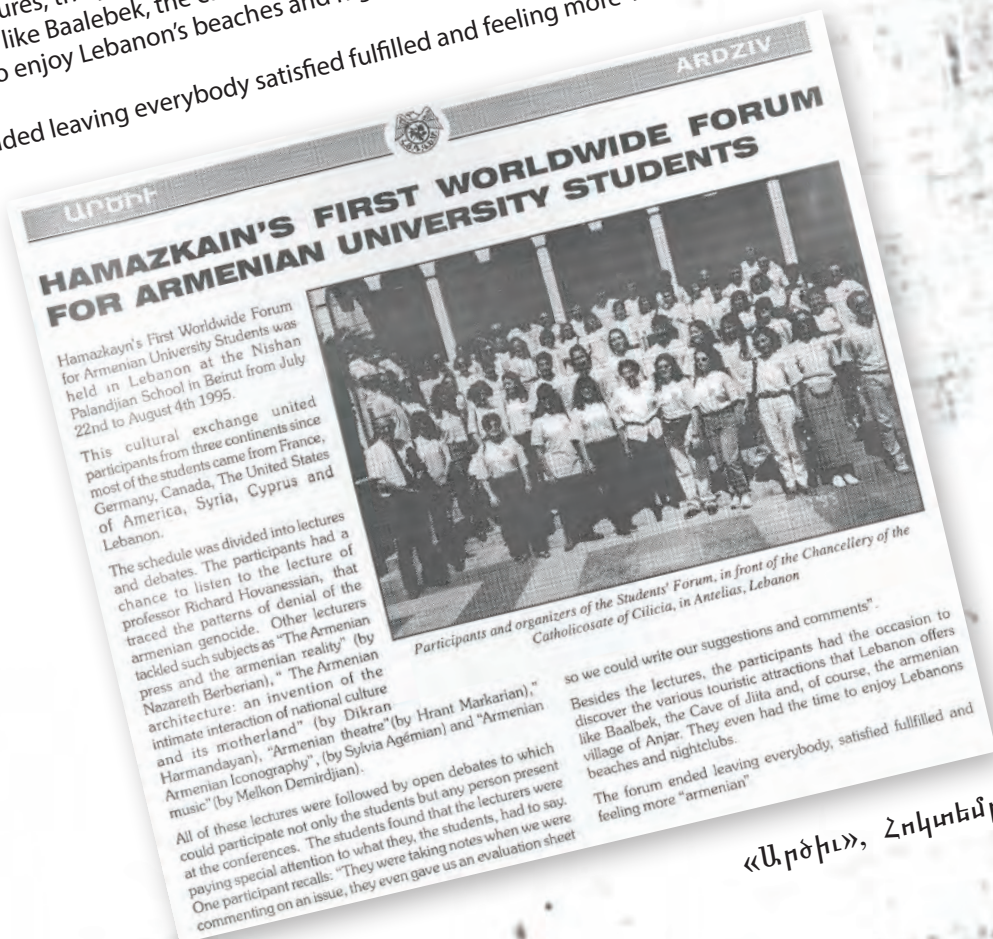 ures, th
like Baalebek, the C
o enjoy Lebanon's beaches and
ded leaving everybody satisfied fulfilled and feeling more
ԱՐԾԻՒ
ARDZIV
HAMAZKAIN'S FIRST WORLDWIDE FORUM
FOR ARMENIAN UNIVERSITY STUDENTS
Hamazkayn's First Worldwide Forum
for Armenian University Students was
held in Lebanon at the Nishan
Palandjian School in Beirut from July
22nd to August 4th 1995.
This cultural exchange united
participants from three continents since
most of the students came from France,
Germany, Canada, The United States
of America, Syria, Cyprus and
Lebanon.
The schedule was divided into lectures
and debates. The participants had a
chance to listen to the lecture of
professor Richard Hovanessian, that
traced the patterns of denial of the
armenian genocide. Other lecturers
tackled such subjects as "The Armenian
press and the armenian reality" (by
Nazareth Berberian), " The Armenian
architecture: an invention of the
intimate interaction of national culture
and its motherland" (by Dikran
Harmandayan), "Armenian theatre" (by Hrant Markarian),"
Armenian Iconography", (by Sylvia Agémian) and "Armenian
music" (by Melkon Demirdjian).
All of these lectures were followed by open debates to which
could participate not only the students but any person present
at the conferences. The students found that the lecturers were
paying special attention to what they, the students, had to say.
One participant recalls: "They were taking notes when we were
commenting on an issue, they even gave us an evaluation sheet
Participants and organizers of the Students' Forum, in front of the Chancellery of the
Catholicosate of Cilicia, in Antelias, Lebanon
so we could write our suggestions and comments".
Besides the lectures, the participants had the occasion to
discover the various touristic attractions that Lebanon offers
like Baalbek, the Cave of Jiita and, of course, the armenian
village of Anjar. They even had the time to enjoy Lebanons
beaches and nightclubs.
The forum ended leaving everybody, satisfied fullfilled and
feeling more "armenian"
«Արծիւ», Հոկտեմբ